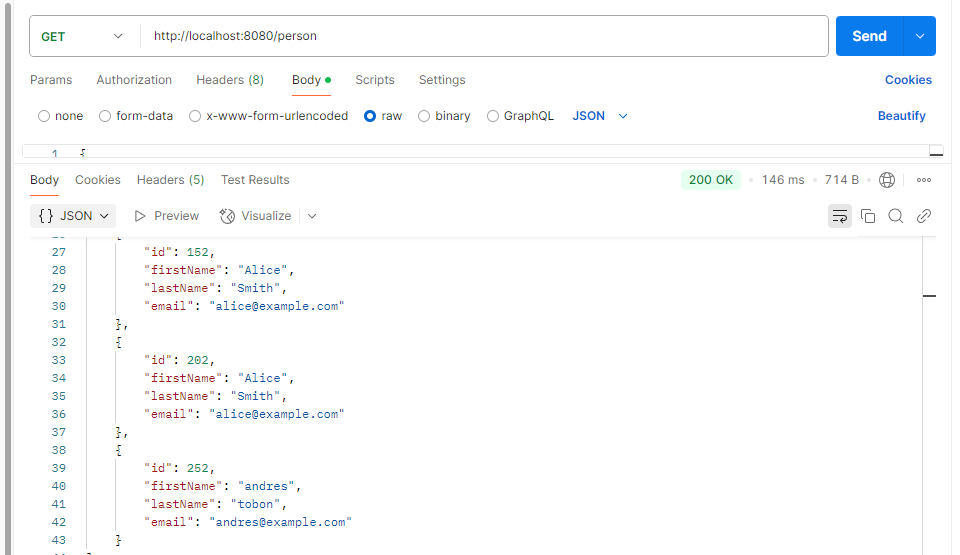 GET http://localhost:8080/person Send
Params Authorization Headers (8) Body Scripts Settings Cookies
none form-data x-www-form-urlencoded raw binary GraphQL JSON Beautify
1 {
Body Cookies Headers (5) Test Results 200 OK 146 ms 714 B
{} JSON Preview Visualize
27 "id": 152,
28 "firstName": "Alice",
29 "lastName": "Smith",
30 "email": "alice@example.com"
31 },
32 {
33 "id": 202,
34 "firstName": "Alice",
35 "lastName": "Smith",
36 "email": "alice@example.com"
37 },
38 {
39 "id": 252,
40 "firstName": "andres",
41 "lastName": "tobon",
42 "email": "andres@example.com"
43 }